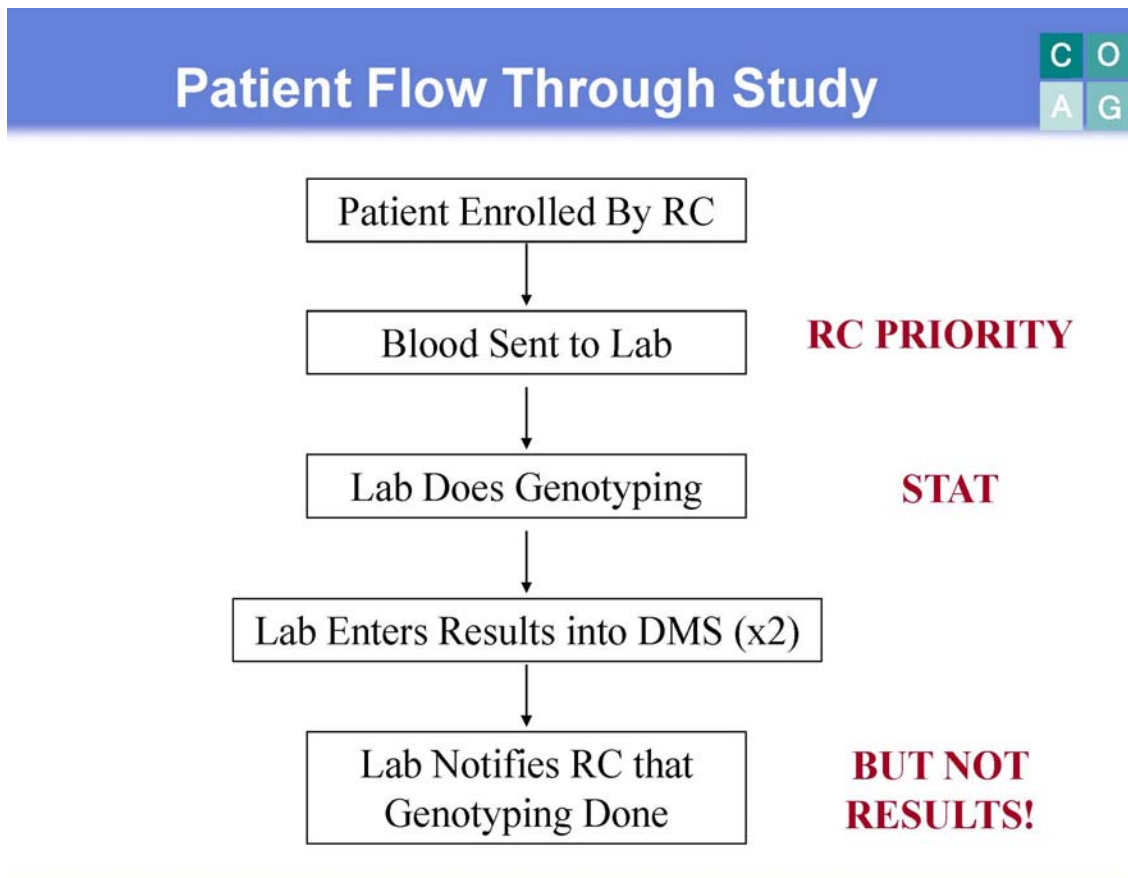 Patient Flow Through Study
C O
A G
Patient Enrolled By RC
Blood Sent to Lab
RC PRIORITY
Lab Does Genotyping
STAT
Lab Enters Results into DMS (x2)
Lab Notifies RC that
Genotyping Done
BUT NOT
RESULTS!